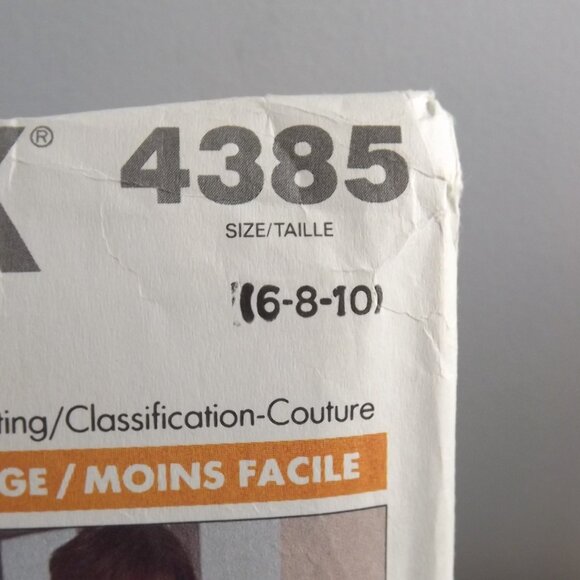 ® 4385
SIZE/TAILLE
(6-8-10)
ting/Classification-Couture
GE / MOINS FACILE